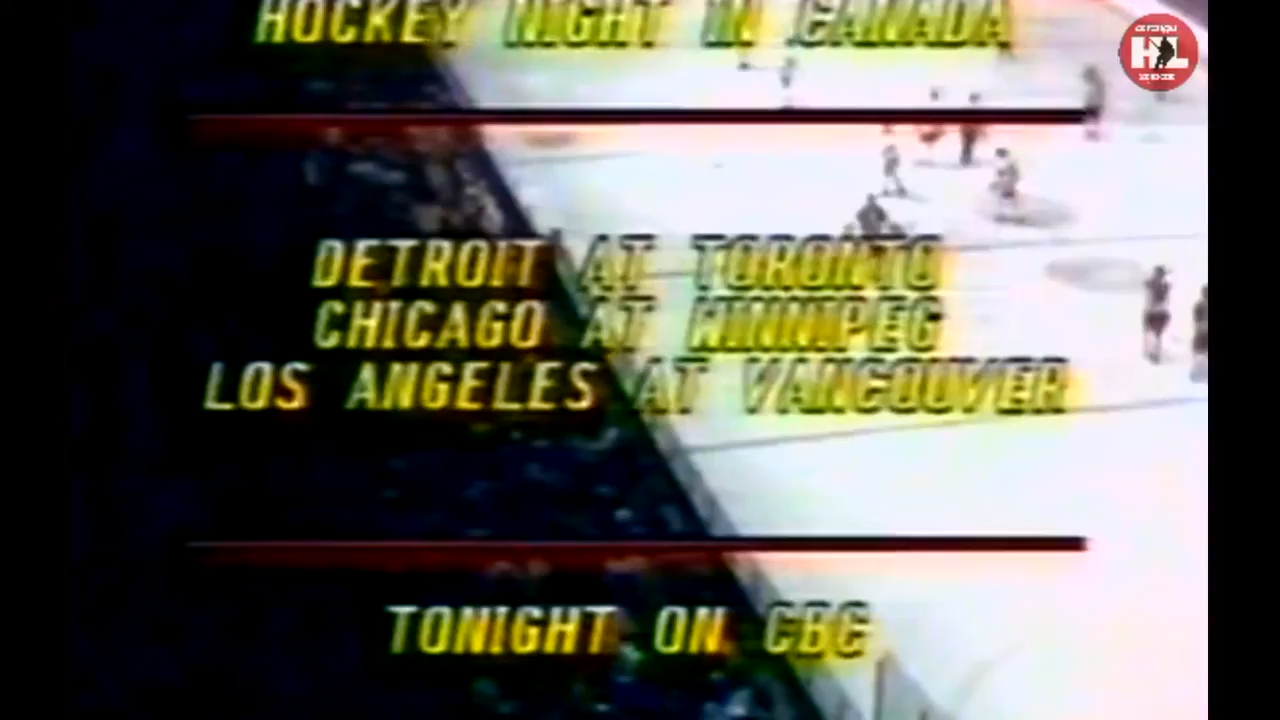 HOCKEY NIGHT IN CANADA
DETROIT AT TORONTO
CHICAGO AT WINNIPEG
LOS ANGELES AT VANCOUVER
TONIGHT ON CBC